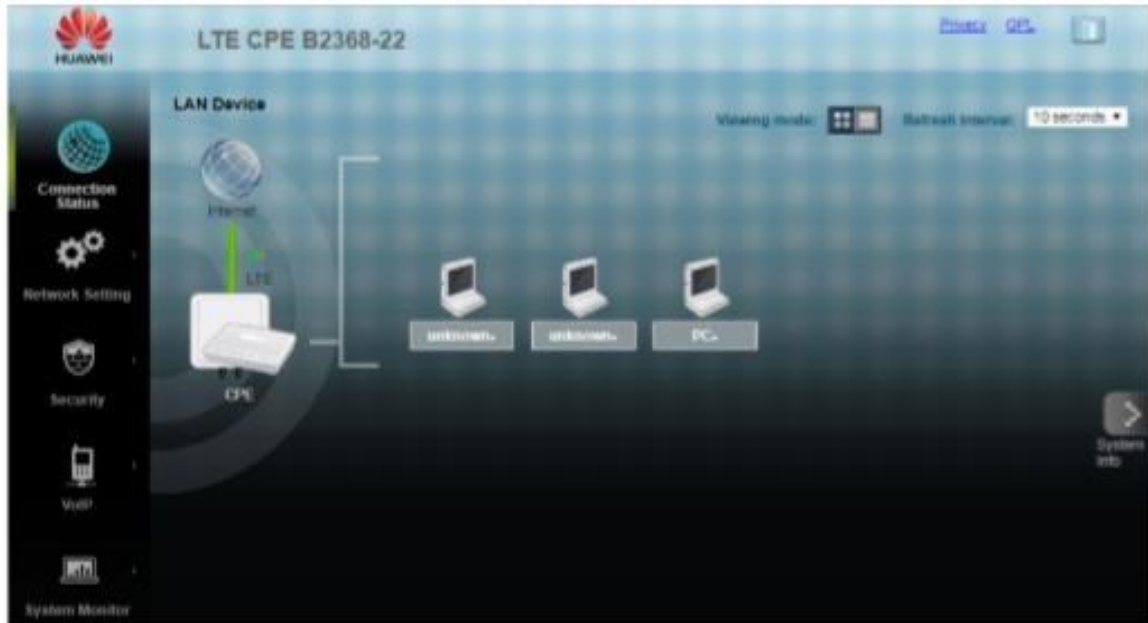 HUAWEI
LTE CPE B2368-22
Privacy GPL
LAN Device
Viewing mode:
Refresh Interval: 10 seconds
Internet
LTE
CPE
unknown
unknown
PC
Connection
Status
Network Setting
Security
VoIP
System Monitor
System
Info